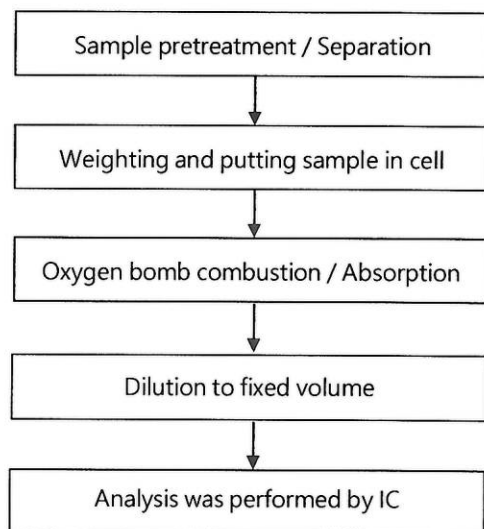 Sample pretreatment / Separation
Weighting and putting sample in cell
Oxygen bomb combustion / Absorption
Dilution to fixed volume
Analysis was performed by IC